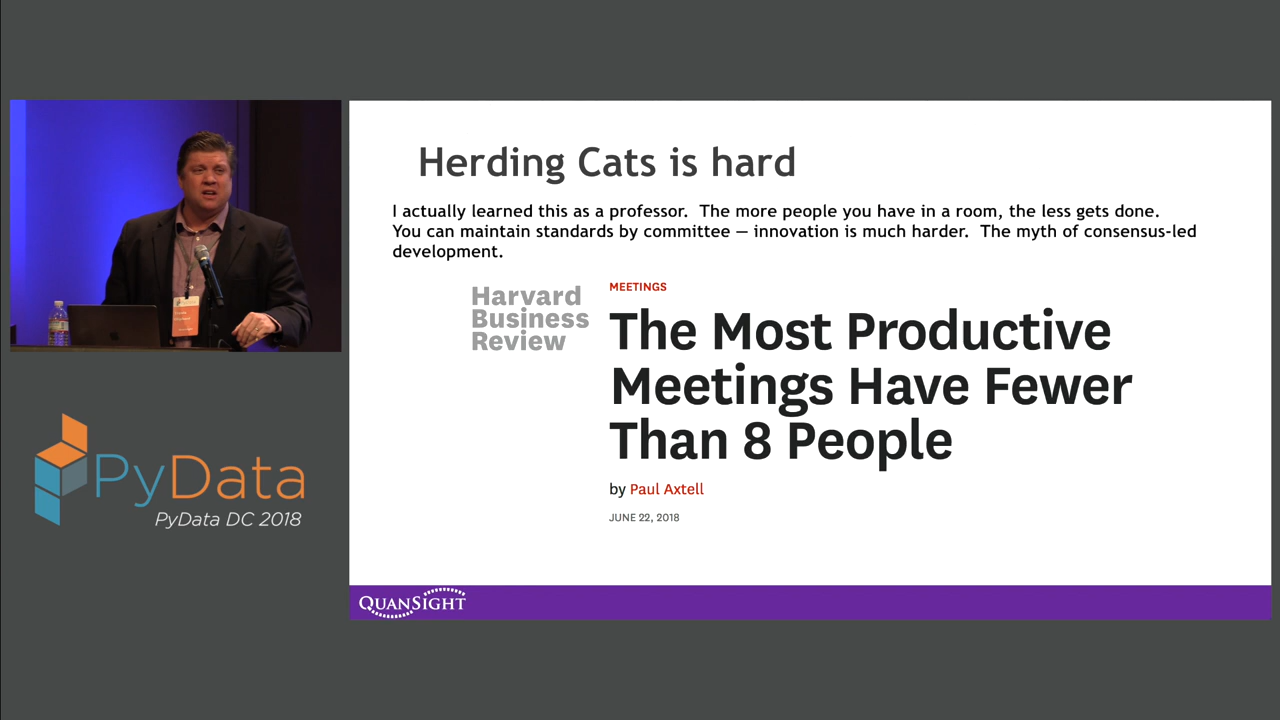 Herding Cats is hard
I actually learned this as a professor.  The more people you have in a room, the less gets done.
You can maintain standards by committee — innovation is much harder.  The myth of consensus-led
development.
Harvard
Business
Review
MEETINGS
The Most Productive
Meetings Have Fewer
Than 8 People
by Paul Axtell
JUNE 22, 2018
PyData
PyData DC 2018
QUANSIGHT